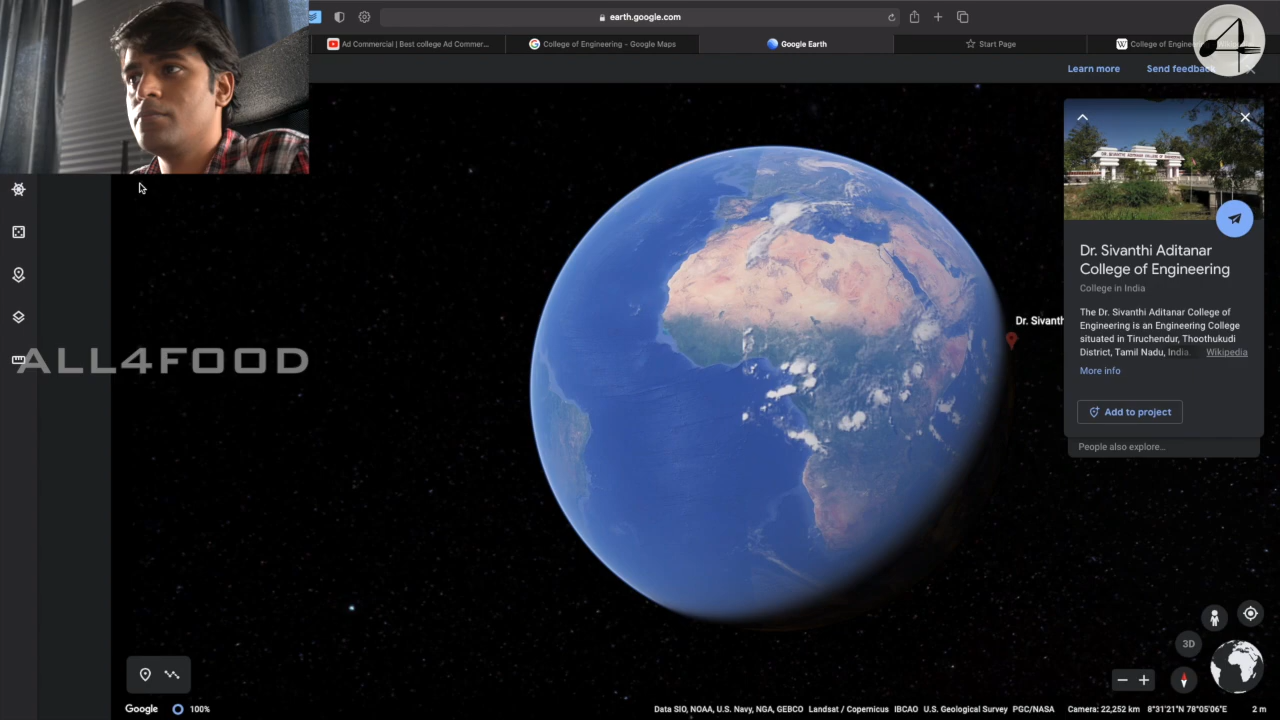 earth.google.com
Ad Commercial | Best college Ad Commer...
College of Engineering - Google Maps
Google Earth
Start Page
College of Engine
Learn more
Send feedback
Dr. Sivanthi Aditanar
College of Engineering
College in India
The Dr. Sivanthi Aditanar College of
Engineering is an Engineering College
situated in Tiruchendur, Thoothukudi
District, Tamil Nadu, India. Wikipedia
More info
Add to project
People also explore...
Dr. Sivanth
ALL4FOOD
3D
Google
100%
Data SIO, NOAA, U.S. Navy, NGA, GEBCO Landsat / Copernicus IBCAO U.S. Geological Survey PGC/NASA Camera: 22,252 km 8°31'21"N 78°05'06"E 2 m